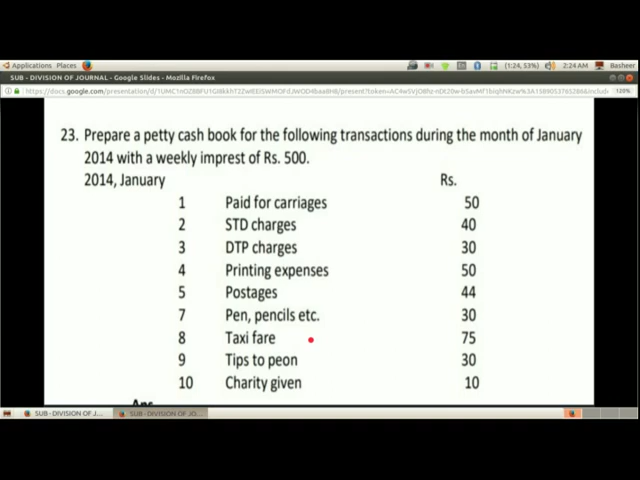 Applications Places (1:24, 53%) 2:24 AM Basheer
SUB - DIVISION OF JOURNAL - Google Slides - Mozilla Firefox
120%
23. Prepare a petty cash book for the following transactions during the month of January
2014 with a weekly imprest of Rs. 500.
2014, January Rs.
1 Paid for carriages 50
2 STD charges 40
3 DTP charges 30
4 Printing expenses 50
5 Postages 44
7 Pen, pencils etc. 30
8 Taxi fare 75
9 Tips to peon 30
10 Charity given 10
SUB - DIVISION OF J... SUB - DIVISION OF JO...